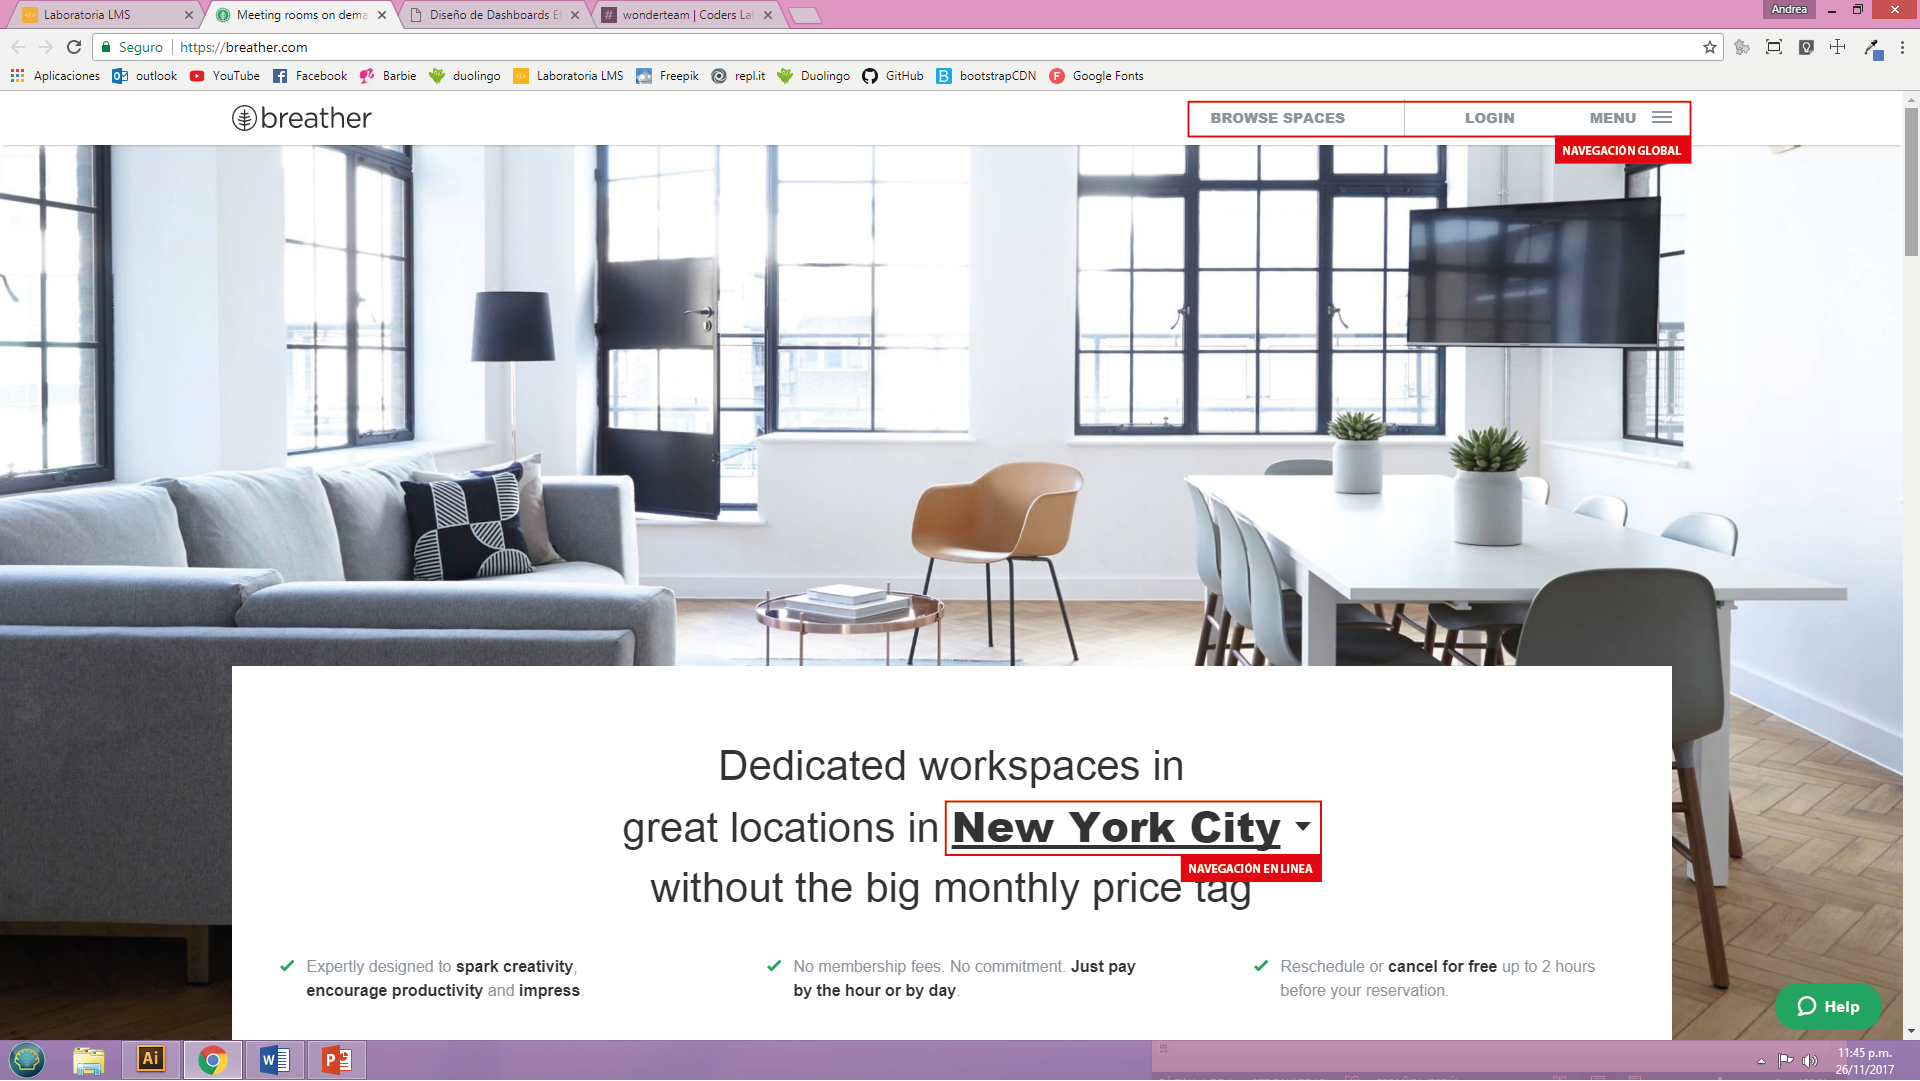 Laboratoria LMS
Meeting rooms on dema
Diseño de Dashboards E
wonderteam | Coders La
Andrea
Seguro
https://breather.com
Aplicaciones
outlook
YouTube
Facebook
Barbie
duolingo
Laboratoria LMS
Freepik
repl.it
Duolingo
GitHub
bootstrapCDN
Google Fonts
breather
BROWSE SPACES
LOGIN
MENU
NAVEGACIÓN GLOBAL
Dedicated workspaces in
great locations in New York City
NAVEGACIÓN EN LINEA
without the big monthly price tag
Expertly designed to spark creativity,
encourage productivity and impress.
No membership fees. No commitment. Just pay
by the hour or by day.
Reschedule or cancel for free up to 2 hours
before your reservation.
Help
Ai
11:45 p.m.
26/11/2017